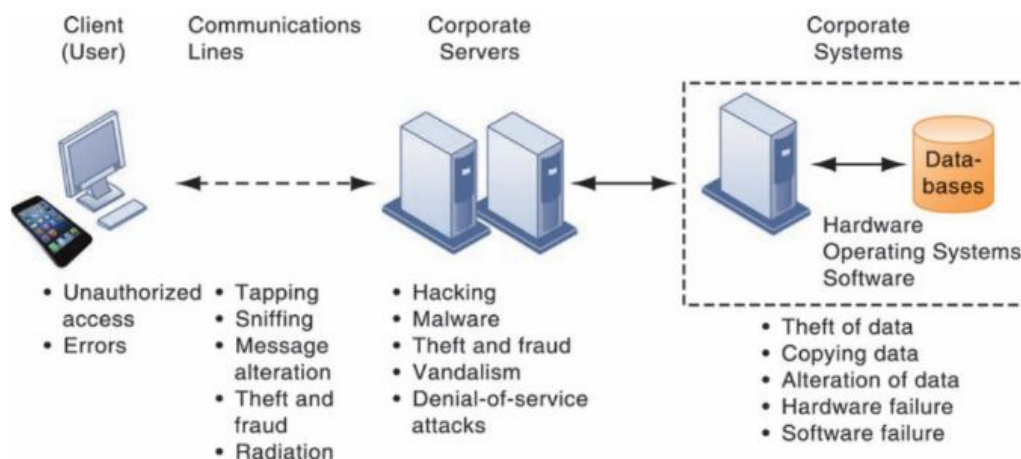 Client
(User)
Communications
Lines
Corporate
Servers
Corporate
Systems
Data-
bases
Hardware
Operating Systems
Software
• Unauthorized
access
• Errors
• Tapping
• Sniffing
• Message
alteration
• Theft and
fraud
• Radiation
• Hacking
• Malware
• Theft and fraud
• Vandalism
• Denial-of-service
attacks
• Theft of data
• Copying data
• Alteration of data
• Hardware failure
• Software failure